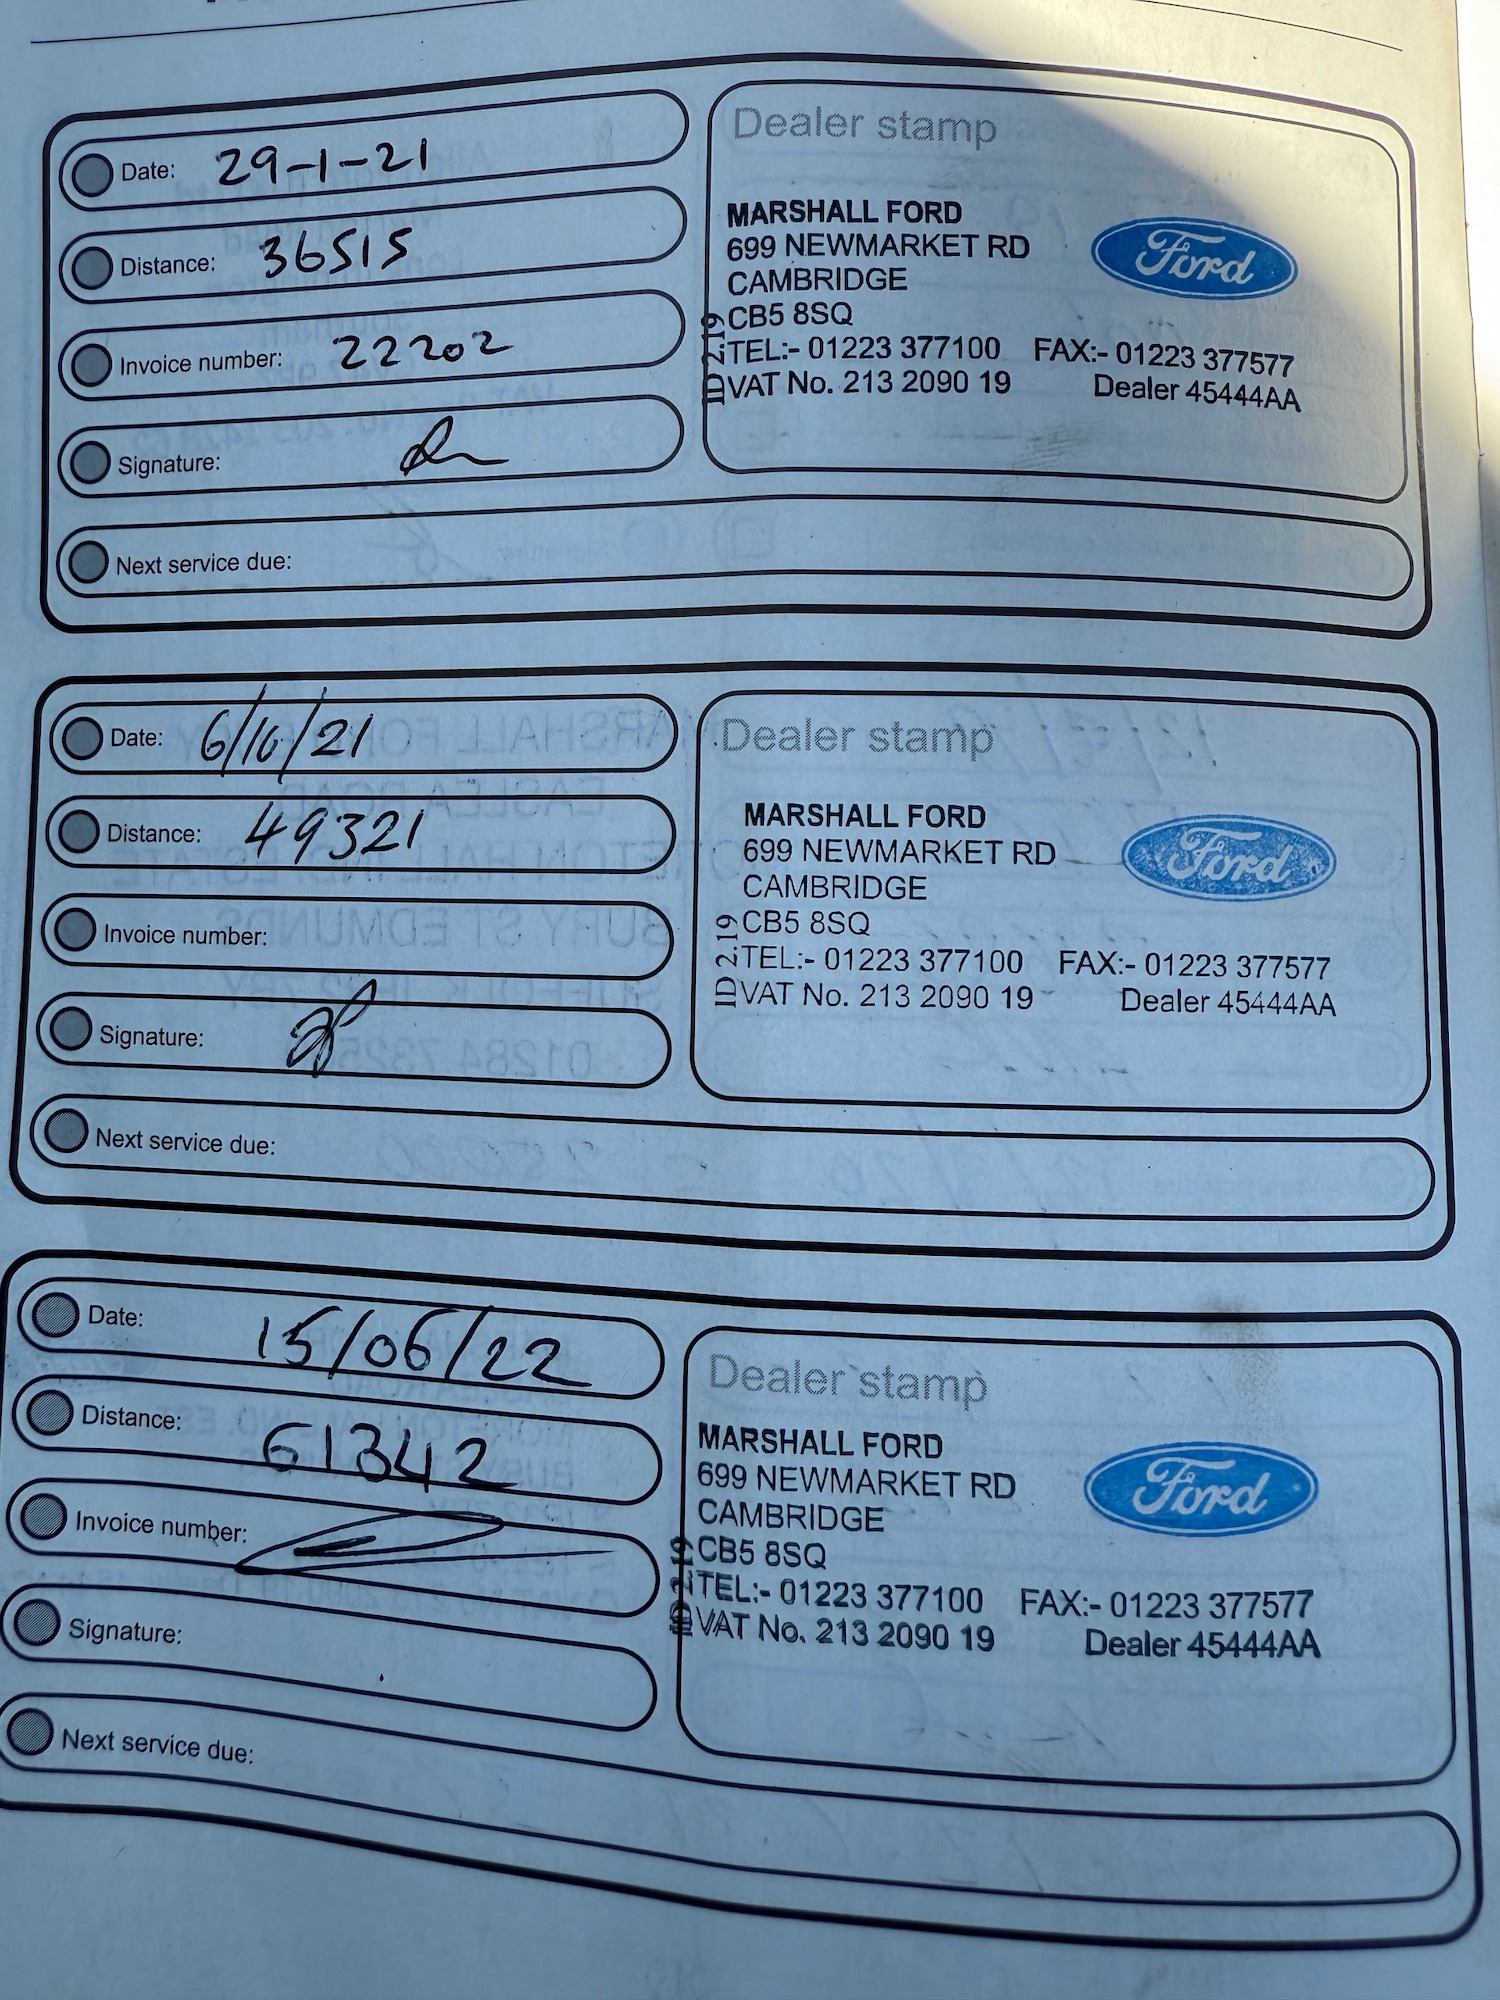 Date: 29-1-21
Distance: 36515
Invoice number: 22202
Signature:
Next service due:
Dealer stamp
MARSHALL FORD
699 NEWMARKET RD
CAMBRIDGE
CB5 8SQ
TEL:- 01223 377100 FAX:- 01223 377577
VAT No. 213 2090 19 Dealer 45444AA
ID 2.19
Ford
Date: 6/10/21
Distance: 49321
Invoice number:
Signature:
Next service due:
Dealer stamp
MARSHALL FORD
699 NEWMARKET RD
CAMBRIDGE
CB5 8SQ
TEL:- 01223 377100 FAX:- 01223 377577
VAT No. 213 2090 19 Dealer 45444AA
ID 2.19
Ford
Date: 15/06/22
Distance: 61342
Invoice number:
Signature:
Next service due:
Dealer stamp
MARSHALL FORD
699 NEWMARKET RD
CAMBRIDGE
CB5 8SQ
TEL:- 01223 377100 FAX:- 01223 377577
VAT No. 213 2090 19 Dealer 45444AA
Ford